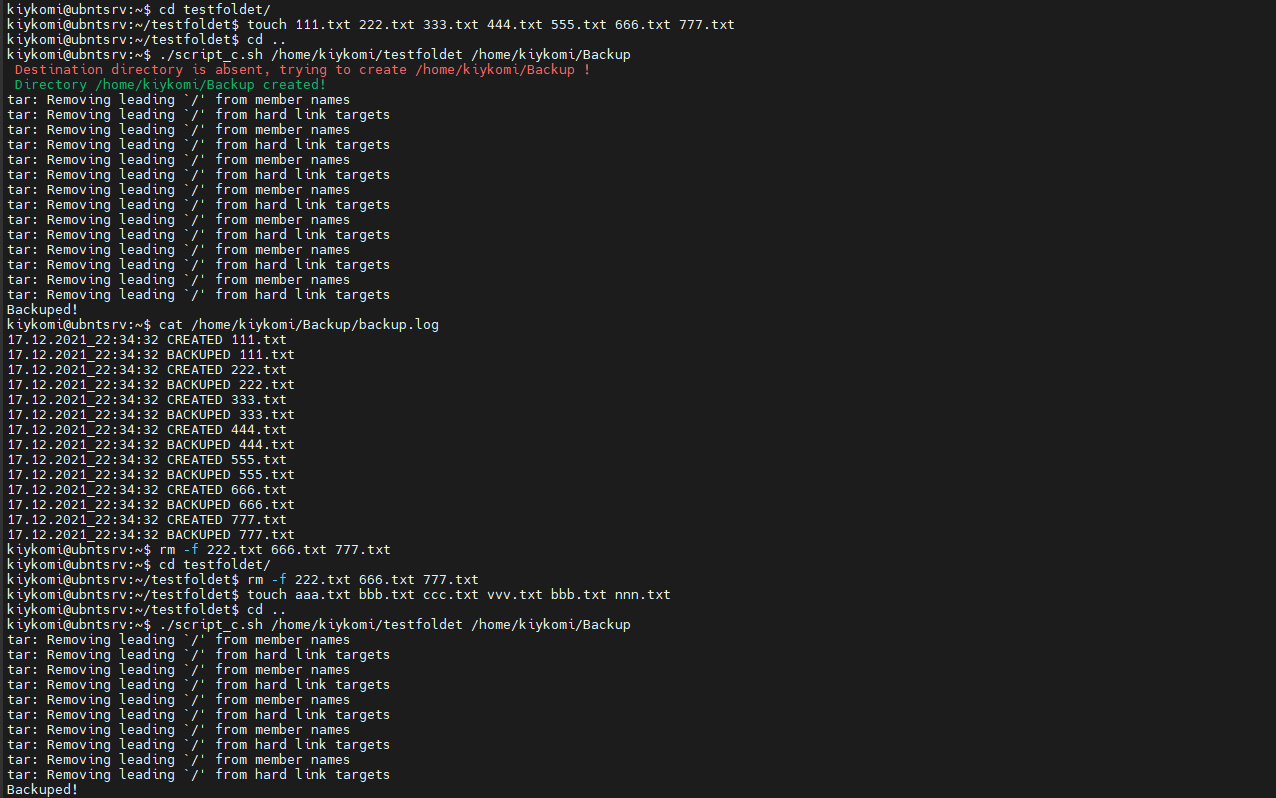 kiykomi@ubntsrv:~$ cd testfoldet/
kiykomi@ubntsrv:~/testfoldet$ touch 111.txt 222.txt 333.txt 444.txt 555.txt 666.txt 777.txt
kiykomi@ubntsrv:~/testfoldet$ cd ..
kiykomi@ubntsrv:~$ ./script_c.sh /home/kiykomi/testfoldet /home/kiykomi/Backup
 Destination directory is absent, trying to create /home/kiykomi/Backup !
 Directory /home/kiykomi/Backup created!
tar: Removing leading `/' from member names
tar: Removing leading `/' from hard link targets
tar: Removing leading `/' from member names
tar: Removing leading `/' from hard link targets
tar: Removing leading `/' from member names
tar: Removing leading `/' from hard link targets
tar: Removing leading `/' from member names
tar: Removing leading `/' from hard link targets
tar: Removing leading `/' from member names
tar: Removing leading `/' from hard link targets
tar: Removing leading `/' from member names
tar: Removing leading `/' from hard link targets
tar: Removing leading `/' from member names
tar: Removing leading `/' from hard link targets
Backuped!
kiykomi@ubntsrv:~$ cat /home/kiykomi/Backup/backup.log
17.12.2021_22:34:32 CREATED 111.txt
17.12.2021_22:34:32 BACKUPED 111.txt
17.12.2021_22:34:32 CREATED 222.txt
17.12.2021_22:34:32 BACKUPED 222.txt
17.12.2021_22:34:32 CREATED 333.txt
17.12.2021_22:34:32 BACKUPED 333.txt
17.12.2021_22:34:32 CREATED 444.txt
17.12.2021_22:34:32 BACKUPED 444.txt
17.12.2021_22:34:32 CREATED 555.txt
17.12.2021_22:34:32 BACKUPED 555.txt
17.12.2021_22:34:32 CREATED 666.txt
17.12.2021_22:34:32 BACKUPED 666.txt
17.12.2021_22:34:32 CREATED 777.txt
17.12.2021_22:34:32 BACKUPED 777.txt
kiykomi@ubntsrv:~$ rm -f 222.txt 666.txt 777.txt
kiykomi@ubntsrv:~$ cd testfoldet/
kiykomi@ubntsrv:~/testfoldet$ rm -f 222.txt 666.txt 777.txt
kiykomi@ubntsrv:~/testfoldet$ touch aaa.txt bbb.txt ccc.txt vvv.txt bbb.txt nnn.txt
kiykomi@ubntsrv:~/testfoldet$ cd ..
kiykomi@ubntsrv:~$ ./script_c.sh /home/kiykomi/testfoldet /home/kiykomi/Backup
tar: Removing leading `/' from member names
tar: Removing leading `/' from hard link targets
tar: Removing leading `/' from member names
tar: Removing leading `/' from hard link targets
tar: Removing leading `/' from member names
tar: Removing leading `/' from hard link targets
tar: Removing leading `/' from member names
tar: Removing leading `/' from hard link targets
tar: Removing leading `/' from member names
tar: Removing leading `/' from hard link targets
Backuped!